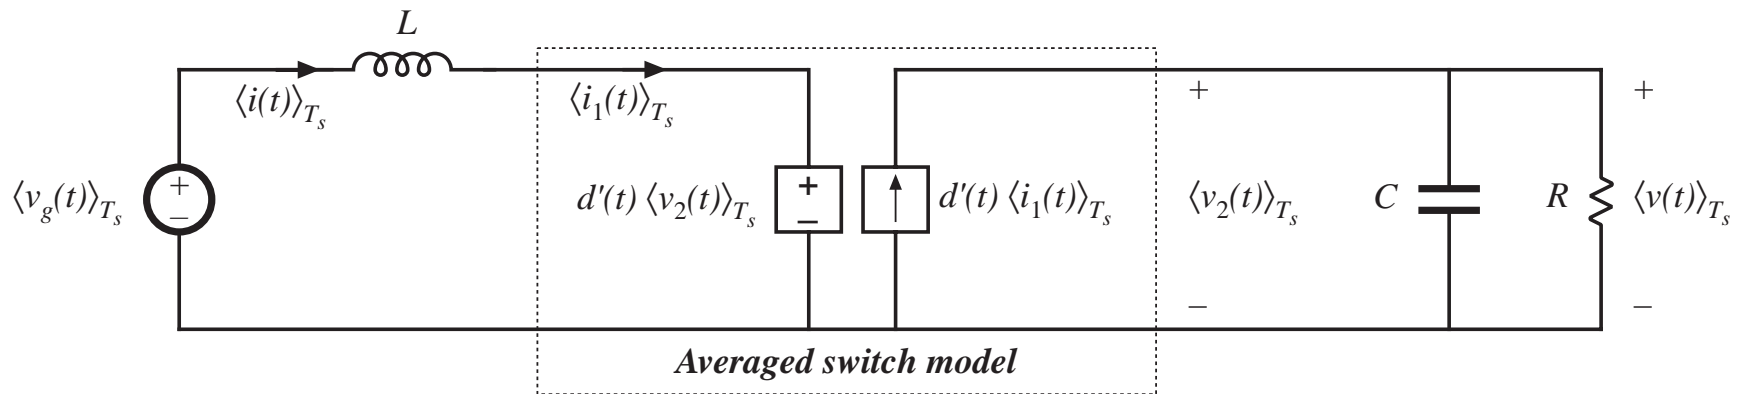 L
⟨i(t)⟩_{T_s}
⟨i_1(t)⟩_{T_s}
+
+
⟨v_g(t)⟩_{T_s}
+
–
d'(t) ⟨v_2(t)⟩_{T_s}
+
–
d'(t) ⟨i_1(t)⟩_{T_s}
⟨v_2(t)⟩_{T_s}
C
R
⟨v(t)⟩_{T_s}
–
–
Averaged switch model